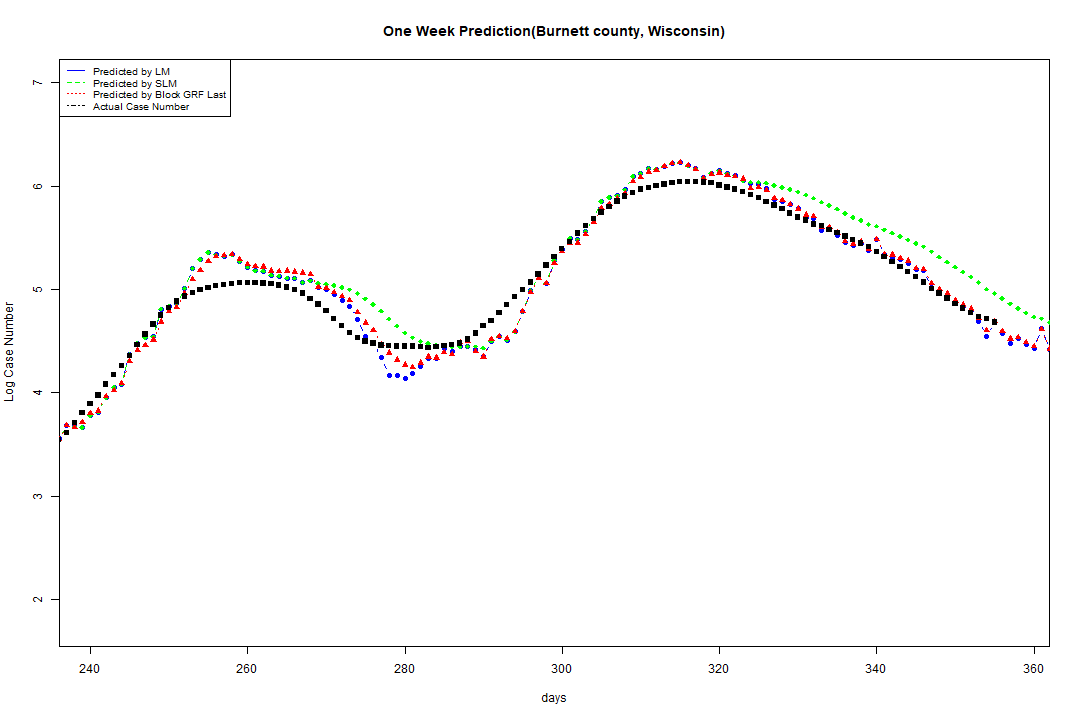 One Week Prediction(Burnett county, Wisconsin)
Predicted by LM
Predicted by SLM
Predicted by Block GRF Last
Actual Case Number
7
6
5
4
3
2
Log Case Number
240 260 280 300 320 340 360
days